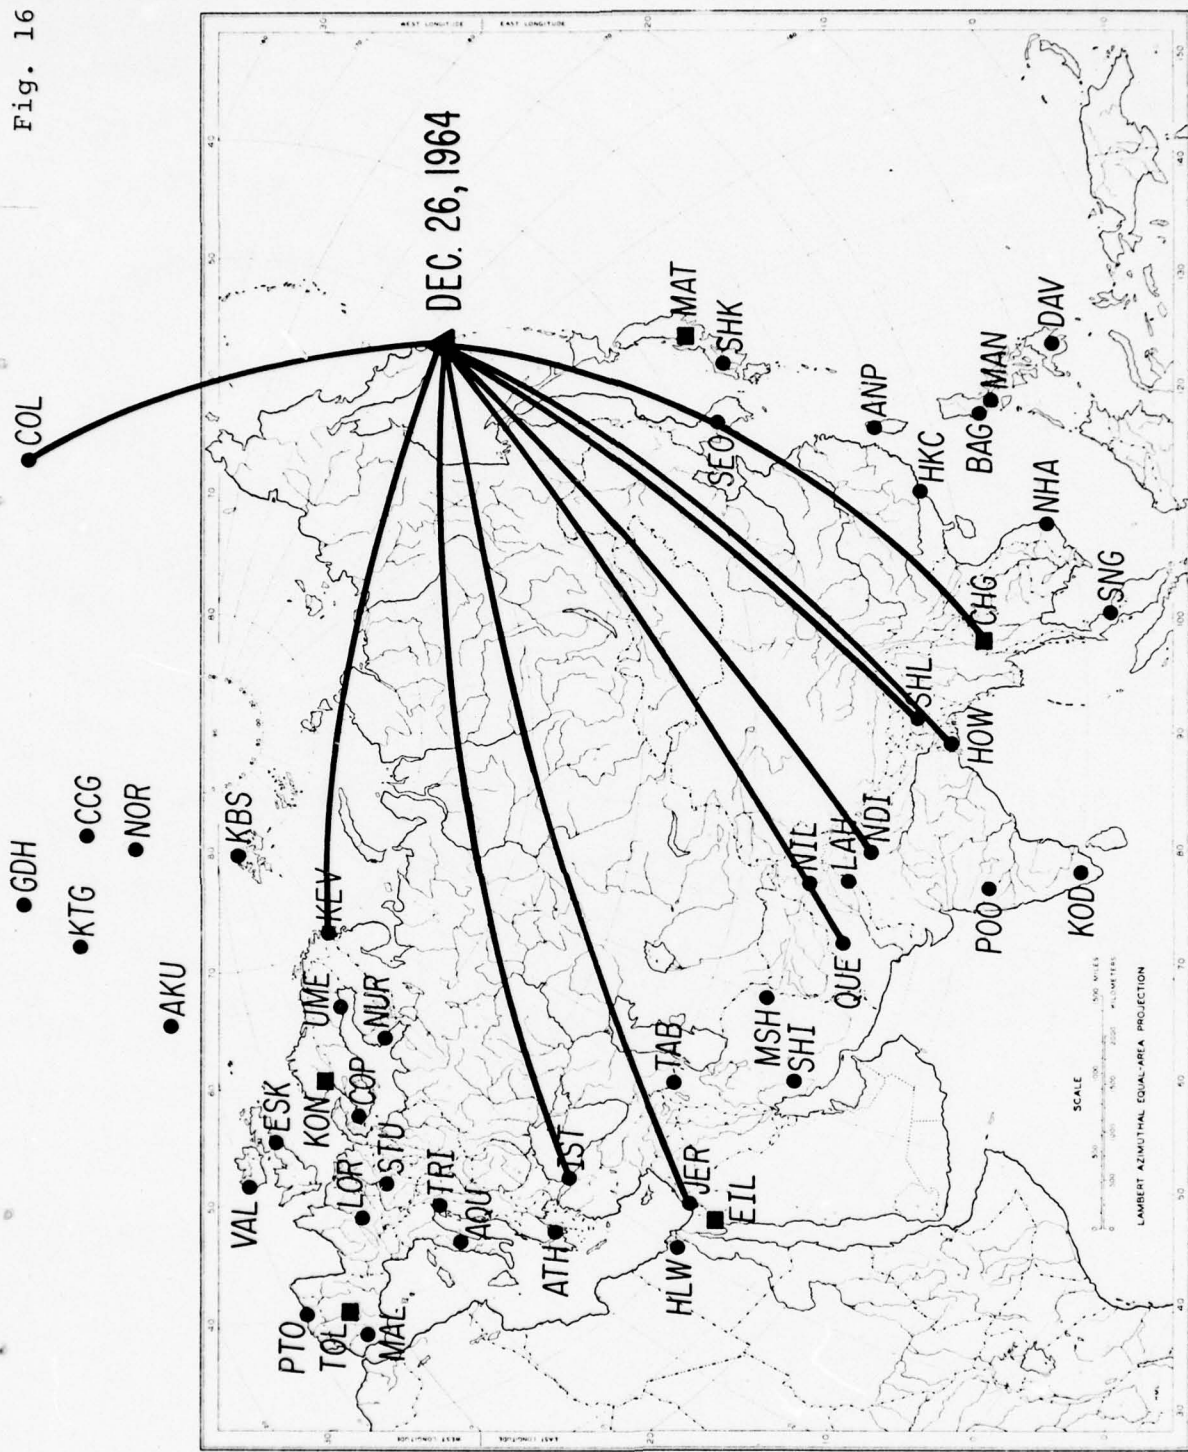 Fig. 16
COL
GDH
CCG
KTG
NOR
AKU
KBS
DEC. 26, 1964
KEV
UME
NUR
KON
COP
ESK
VAL
LOR
STU
TRI
AQU
PTO
TOL
MAL
IST
ATH
JER
EIL
HLW
TAB
MSH
SHI
QUE
NIL
LAH
NDI
POO
KOD
SHL
HOW
CHG
SNG
NHA
HKC
ANP
BAG
MAN
DAV
SEO
SHK
MAT
WEST LONGITUDE
EAST LONGITUDE
SCALE
LAMBERT AZIMUTHAL EQUAL-AREA PROJECTION